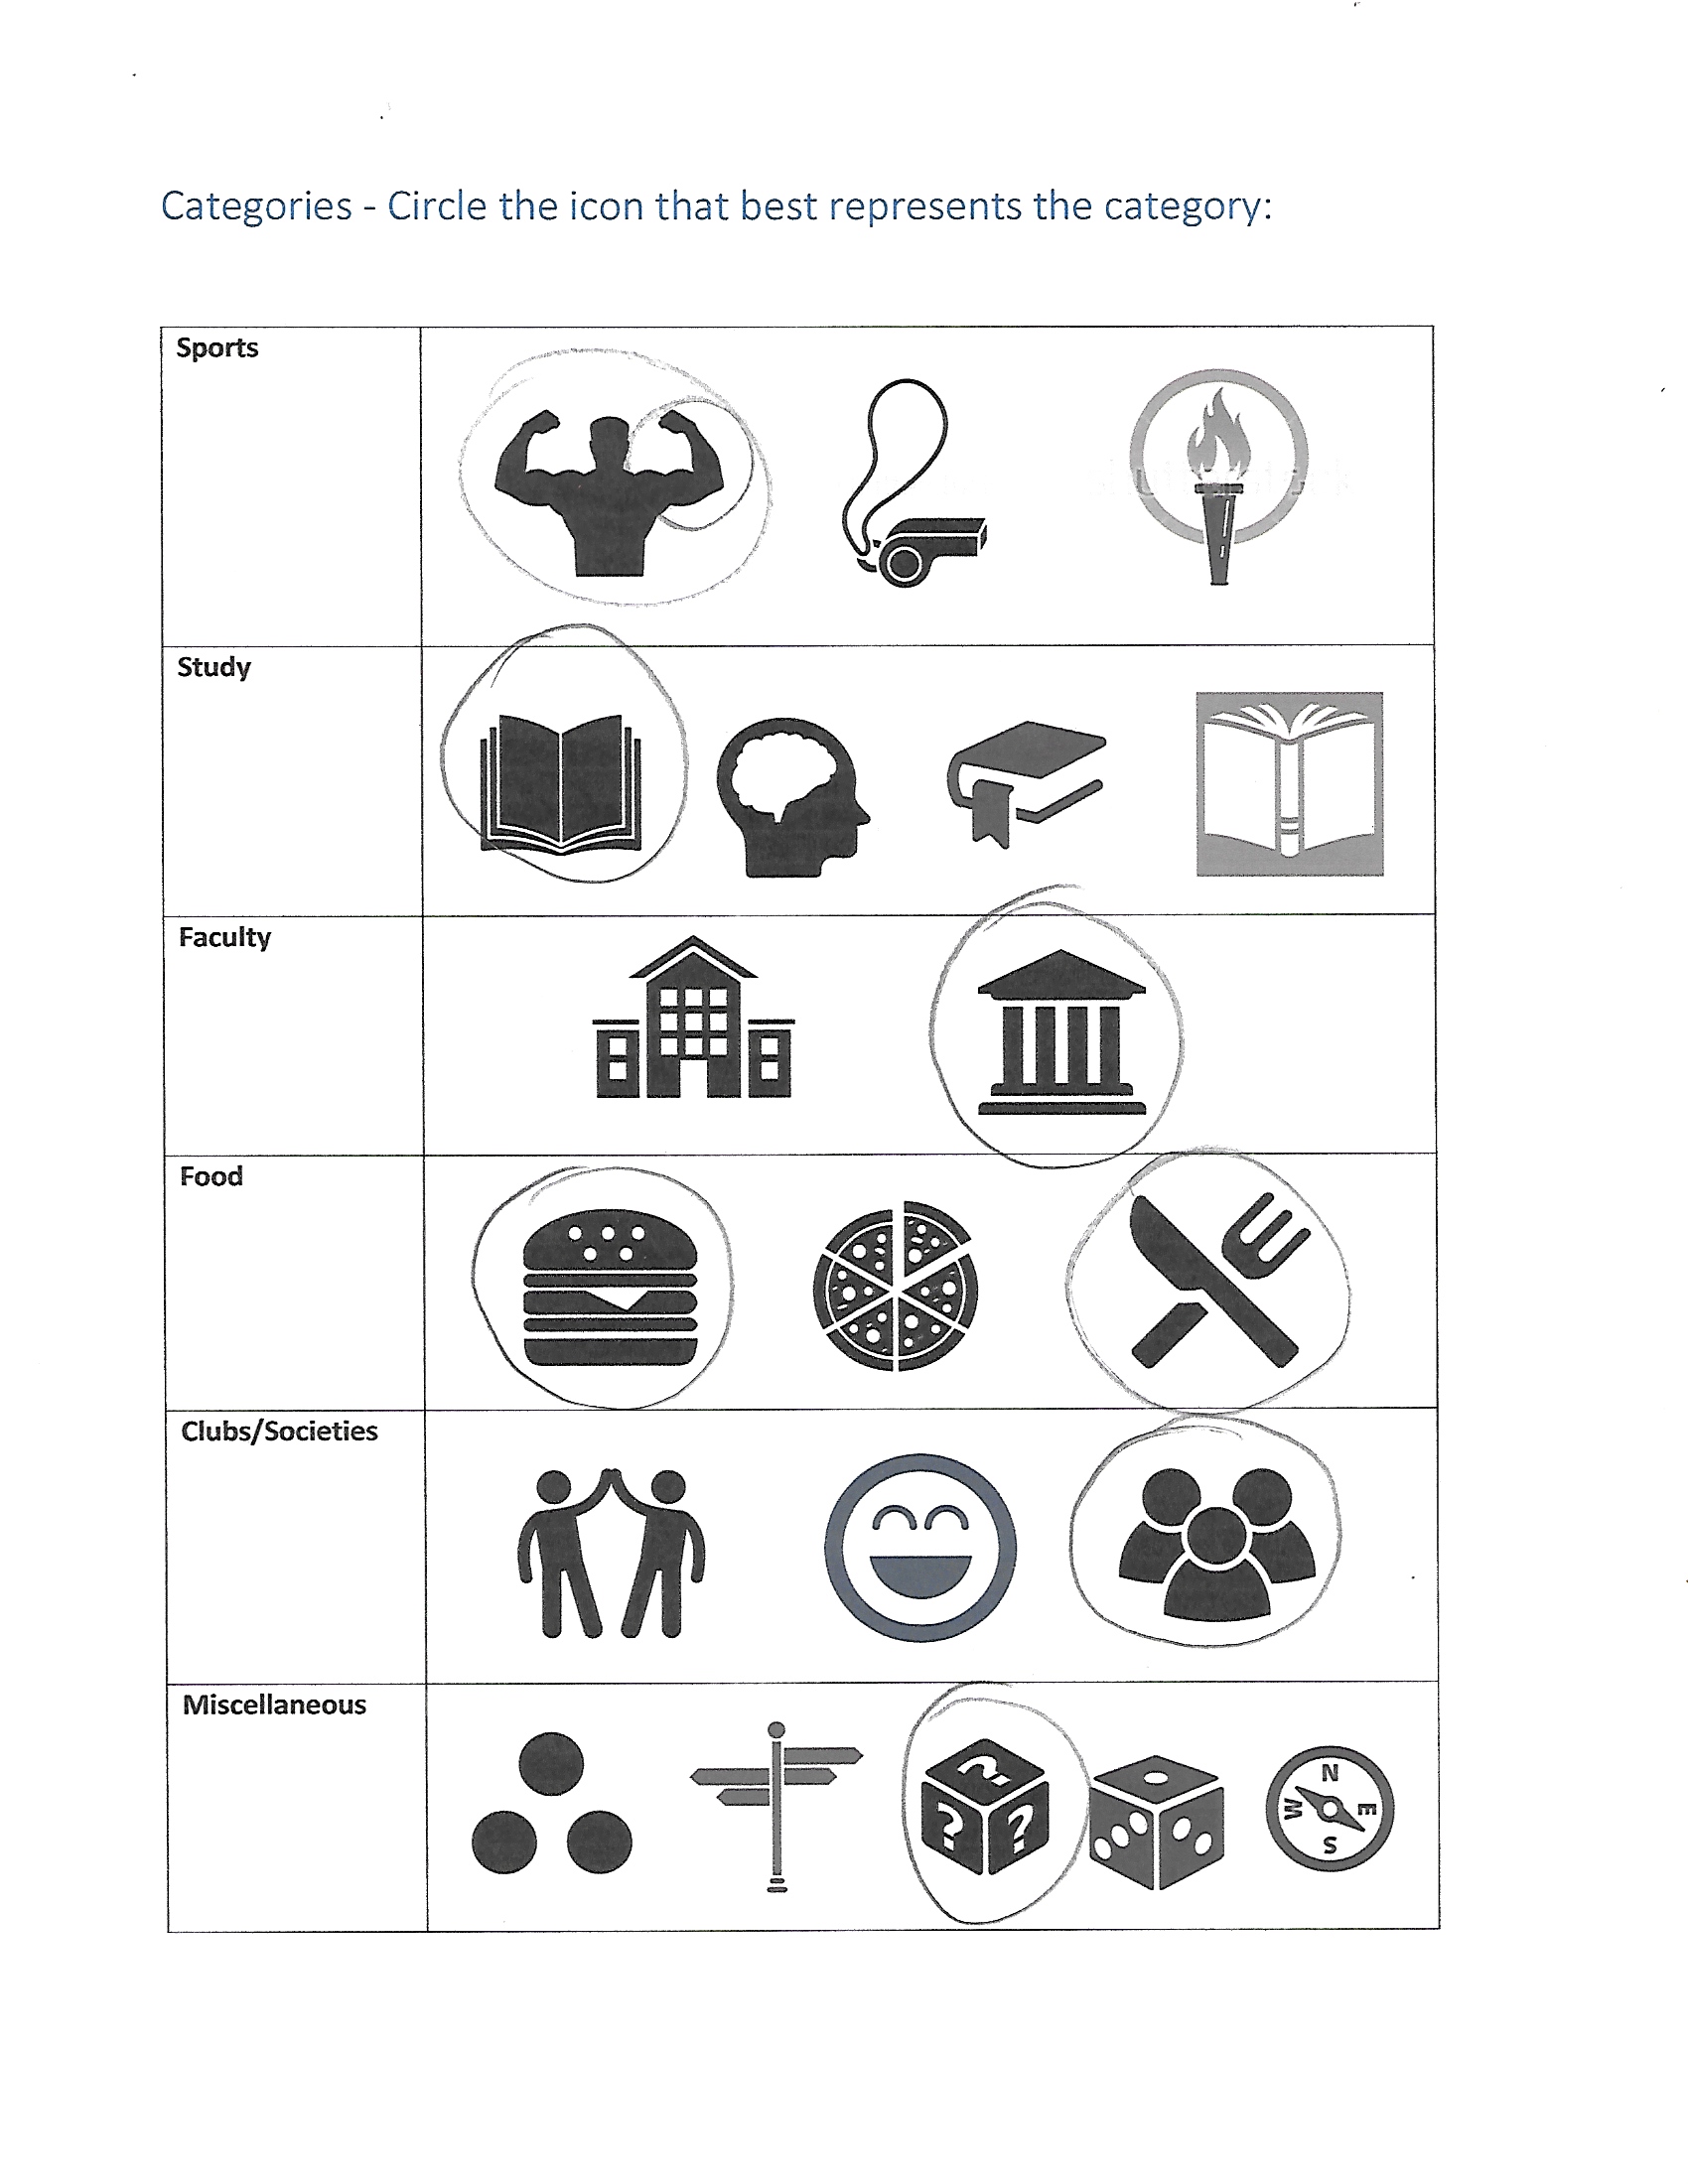 Categories - Circle the icon that best represents the category:
Sports
Study
Faculty
Food
Clubs/Societies
Miscellaneous
?
? ?
N
W E
S